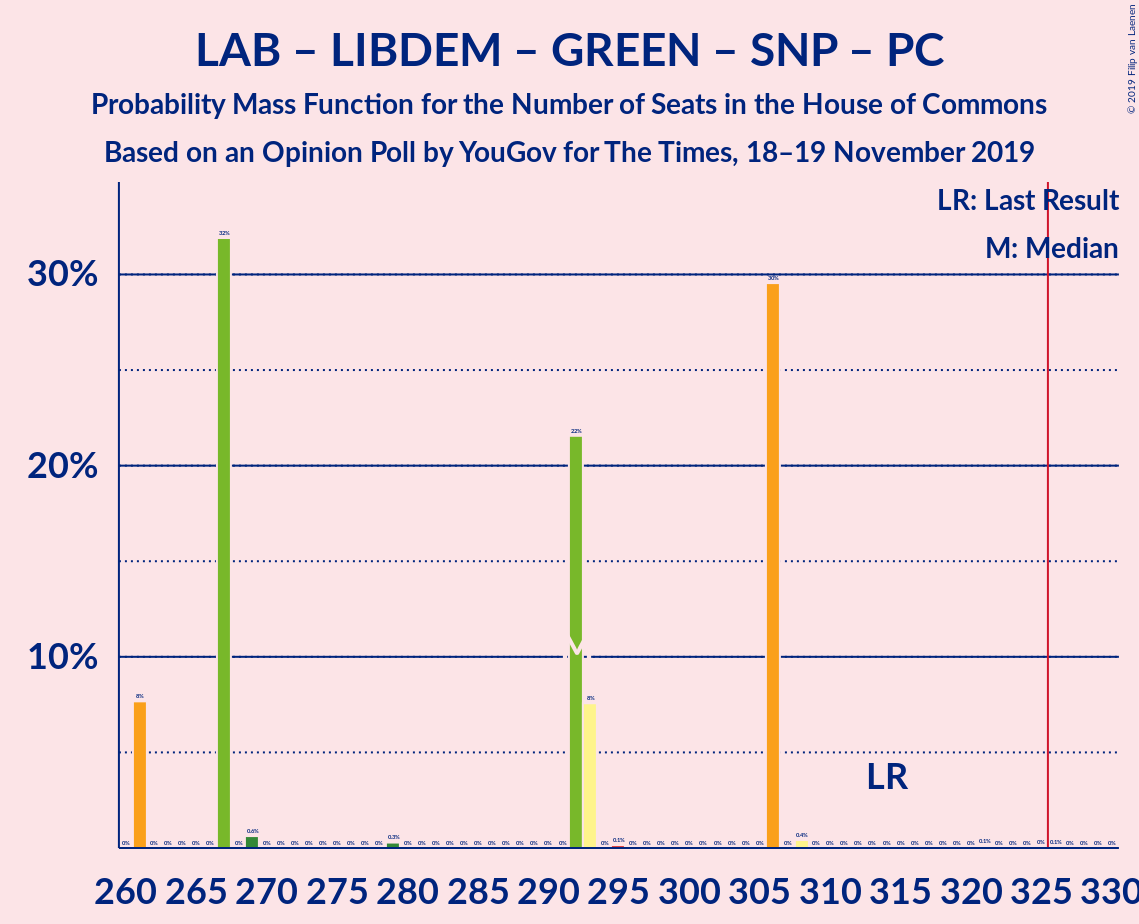 LAB – LIBDEM – GREEN – SNP – PC
Probability Mass Function for the Number of Seats in the House of Commons
Based on an Opinion Poll by YouGov for The Times, 18–19 November 2019
© 2019 Filip van Laenen
LR: Last Result
M: Median
30%
20%
10%
32%
30%
22%
8%
8%
0.6%
0.3%
0.1%
0.4%
0.1%
0.1%
M
LR
260 265 270 275 280 285 290 295 300 305 310 315 320 325 330